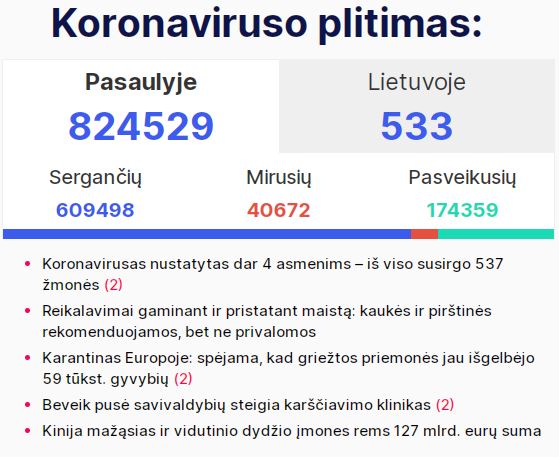 Koronaviruso plitimas:
Pasaulyje Lietuvoje
824529 533
Sergančių Mirusių Pasveikusių
609498 40672 174359
Koronavirusas nustatytas dar 4 asmenims – iš viso susirgo 537
žmonės (2)
Reikalavimai gaminant ir pristatant maistą: kaukės ir pirštinės
rekomenduojamos, bet ne privalomos
Karantinas Europoje: spėjama, kad griežtos priemonės jau išgelbėjo
59 tūkst. gyvybių (2)
Beveik pusė savivaldybių steigia karščiavimo klinikas (2)
Kinija mažąsias ir vidutinio dydžio įmones rems 127 mlrd. eurų suma